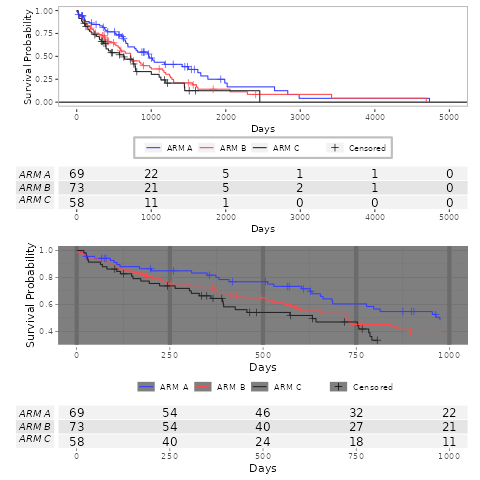 1.00
0.75
0.50
0.25
0.00
Survival Probability
0 1000 2000 3000 4000 5000
Days
ARM A ARM B ARM C Censored
ARM A 69 22 5 1 1 0
ARM B 73 21 5 2 1 0
ARM C 58 11 1 0 0 0
0 1000 2000 3000 4000 5000
Days
1.0
0.8
0.6
0.4
Survival Probability
0 250 500 750 1000
Days
ARM A ARM B ARM C Censored
ARM A 69 54 46 32 22
ARM B 73 54 40 27 21
ARM C 58 40 24 18 11
0 250 500 750 1000
Days